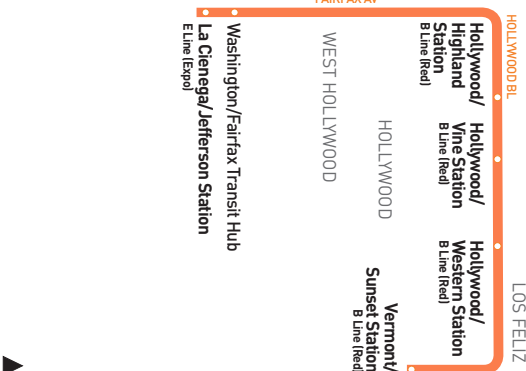 FAIRFAX AV
HOLLYWOOD BL
LOS FELIZ
Hollywood/
Highland
Station
B Line (Red)
Hollywood/
Vine Station
B Line (Red)
Hollywood/
Western Station
B Line (Red)
Vermont/
Sunset Station
B Line (Red)
HOLLYWOOD
WEST HOLLYWOOD
Washington/Fairfax Transit Hub
La Cienega/Jefferson Station
E Line (Expo)